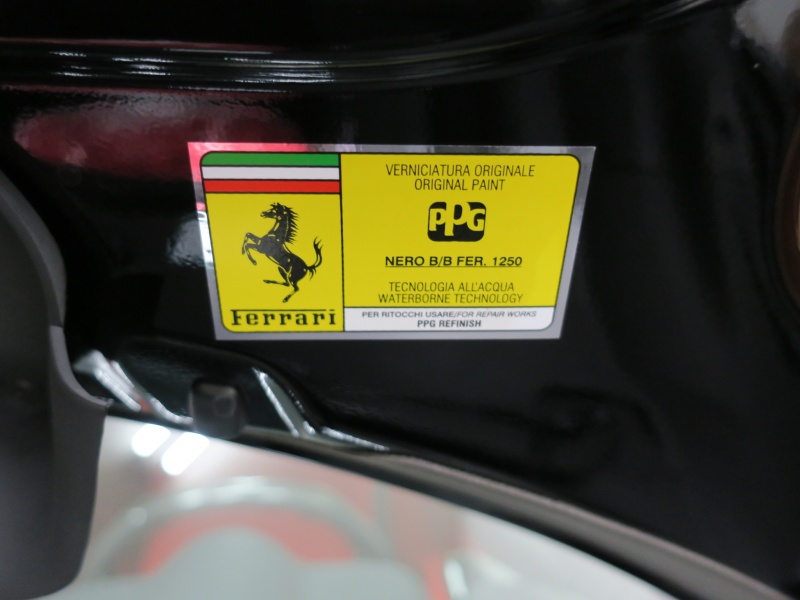 Ferrari
VERNICIATURA ORIGINALE
ORIGINAL PAINT
PPG
NERO B/B FER. 1250
TECNOLOGIA ALL'ACQUA
WATERBORNE TECHNOLOGY
PER RITOCCHI USARE/FOR REPAIR WORKS
PPG REFINISH